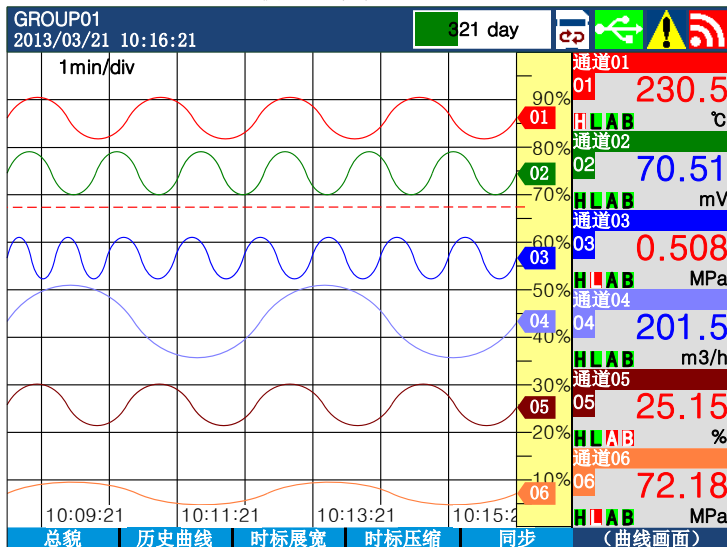 GROUP01
2013/03/21 10:16:21
321 day
1min/div
90%
80%
70%
60%
50%
40%
30%
20%
10%
01
02
03
04
05
06
10:09:21 10:11:21 10:13:21 10:15:2
通道01
01 230.5
HLAB ℃
通道02
02 70.51
HLAB mV
通道03
03 0.508
HLAB MPa
通道04
04 201.5
HLAB m3/h
通道05
05 25.15
HLAB %
通道06
06 72.18
HLAB MPa
总貌 历史曲线 时标展宽 时标压缩 同步 （曲线画面）